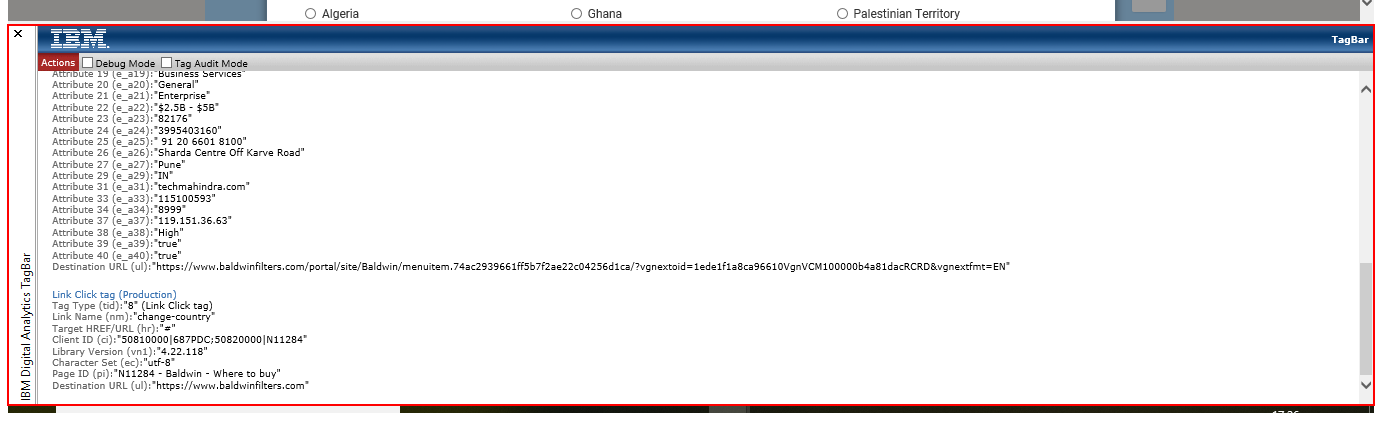 Algeria Ghana Palestinian Territory
IBM.
TagBar
Actions Debug Mode Tag Audit Mode
Attribute 19 (e_a19):"Business Services"
Attribute 20 (e_a20):"General"
Attribute 21 (e_a21):"Enterprise"
Attribute 22 (e_a22):"$2.5B - $5B"
Attribute 23 (e_a23):"82176"
Attribute 24 (e_a24):"3995403160"
Attribute 25 (e_a25):" 91 20 6601 8100"
Attribute 26 (e_a26):"Sharda Centre Off Karve Road"
Attribute 27 (e_a27):"Pune"
Attribute 29 (e_a29):"IN"
Attribute 31 (e_a31):"techmahindra.com"
Attribute 33 (e_a33):"115100593"
Attribute 34 (e_a34):"8999"
Attribute 37 (e_a37):"119.151.36.63"
Attribute 38 (e_a38):"High"
Attribute 39 (e_a39):"true"
Attribute 40 (e_a40):"true"
Destination URL (ul):"https://www.baldwinfilters.com/portal/site/Baldwin/menuitem.74ac2939661ff5b7f2ae22c04256d1ca/?vgnextoid=1ede1f1a8ca96610VgnVCM100000b4a81dacRCRD&vgnextfmt=EN"
Link Click tag (Production)
Tag Type (tid):"8" (Link Click tag)
Link Name (nm):"change-country"
Target HREF/URL (hr):"#"
Client ID (ci):"50810000|687PDC;50820000|N11284"
Library Version (vn1):"4.22.118"
Character Set (ec):"utf-8"
Page ID (pi):"N11284 - Baldwin - Where to buy"
Destination URL (ul):"https://www.baldwinfilters.com"
IBM Digital Analytics TagBar